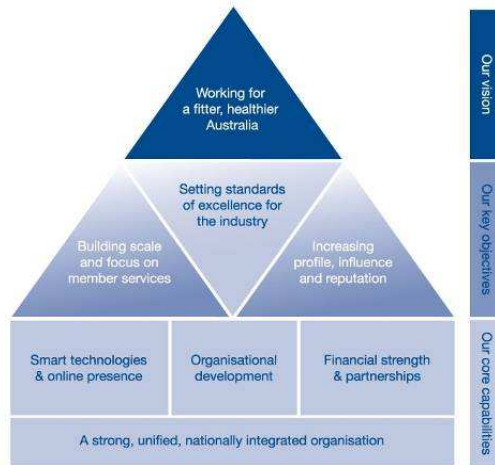 Working for
a fitter, healthier
Australia
Our vision
Setting standards
of excellence for
the industry
Building scale
and focus on
member services
Increasing
profile, influence
and reputation
Our key objectives
Smart technologies
& online presence
Organisational
development
Financial strength
& partnerships
A strong, unified, nationally integrated organisation
Our core capabilities